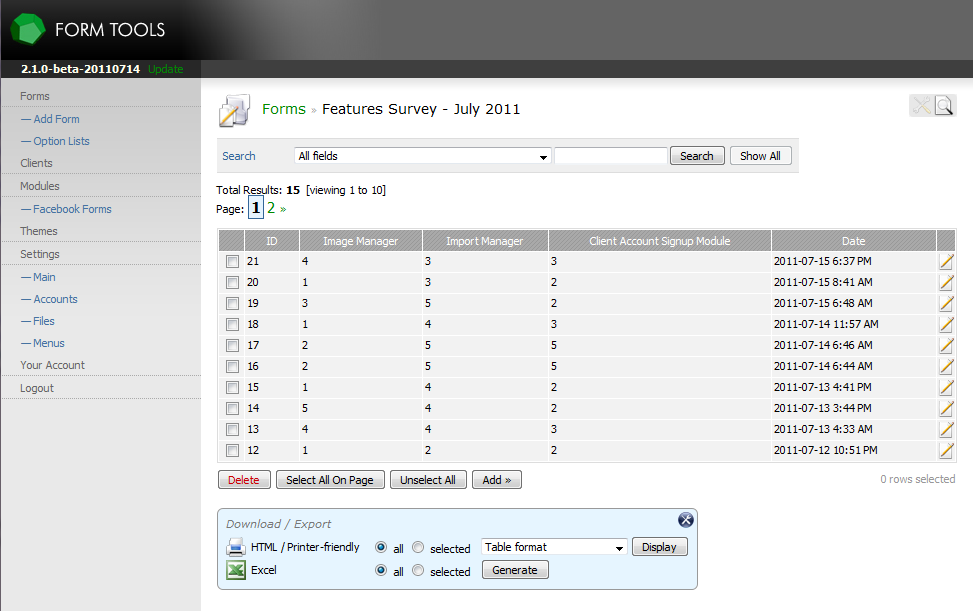 FORM TOOLS
2.1.0-beta-20110714 Update
Forms
— Add Form
— Option Lists
Clients
Modules
— Facebook Forms
Themes
Settings
— Main
— Accounts
— Files
— Menus
Your Account
Logout
Forms » Features Survey - July 2011
Search All fields Search Show All
Total Results: 15 [viewing 1 to 10]
Page: 1 2 »
ID Image Manager Import Manager Client Account Signup Module Date
21 4 3 3 2011-07-15 6:37 PM
20 1 3 2 2011-07-15 8:41 AM
19 3 5 2 2011-07-15 6:48 AM
18 1 4 3 2011-07-14 11:57 AM
17 2 5 5 2011-07-14 6:46 AM
16 2 5 5 2011-07-14 6:44 AM
15 1 4 2 2011-07-13 4:41 PM
14 5 4 2 2011-07-13 3:44 PM
13 4 4 3 2011-07-13 4:33 AM
12 1 2 2 2011-07-12 10:51 PM
Delete Select All On Page Unselect All Add » 0 rows selected
Download / Export
HTML / Printer-friendly all selected Table format Display
Excel all selected Generate